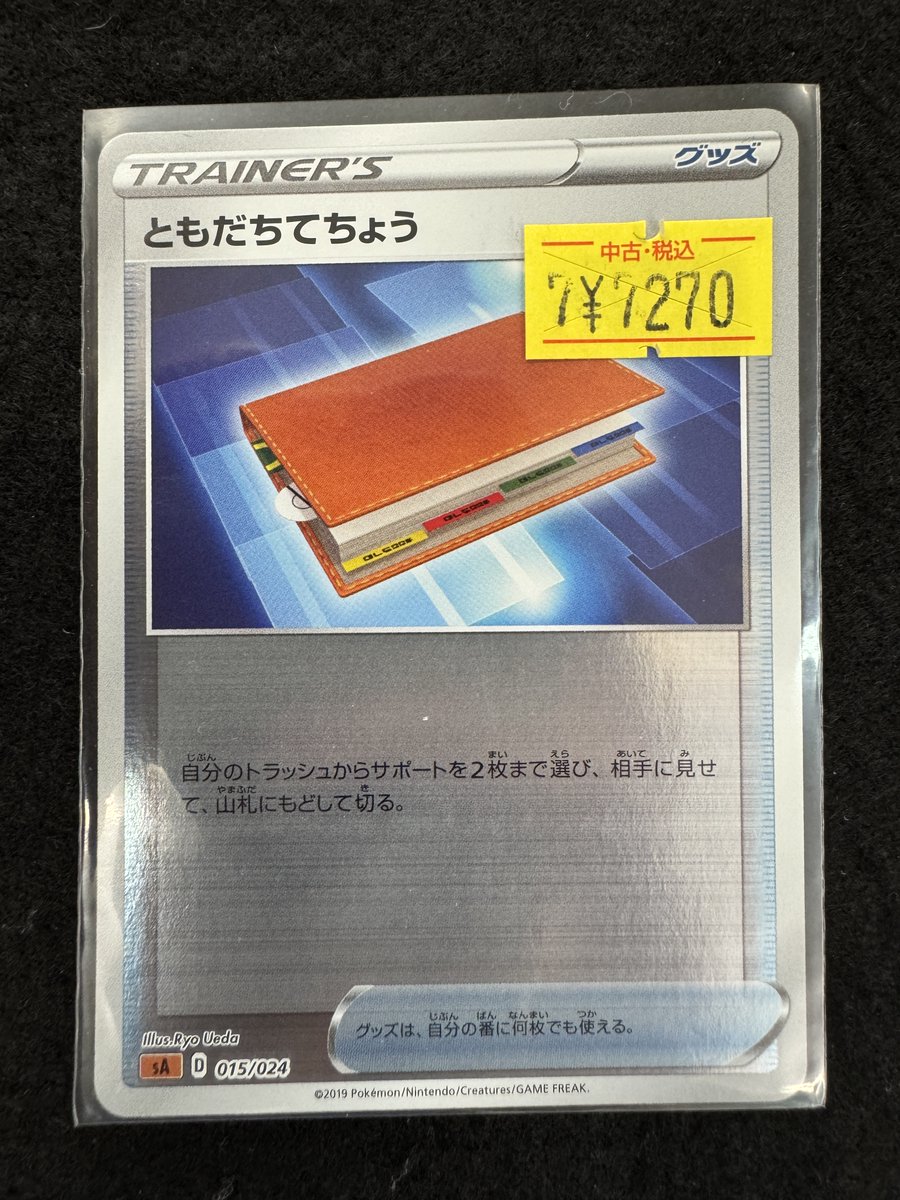 TRAINER'S
グッズ
ともだちてちょう
中古・税込
7¥7270
自分のトラッシュからサポートを2枚まで選び、相手に見せ
て、山札にもどして切る。
グッズは、自分の番に何枚でも使える。
Illus.Ryo Ueda
sA D 015/024
©2019 Pokémon/Nintendo/Creatures/GAME FREAK.